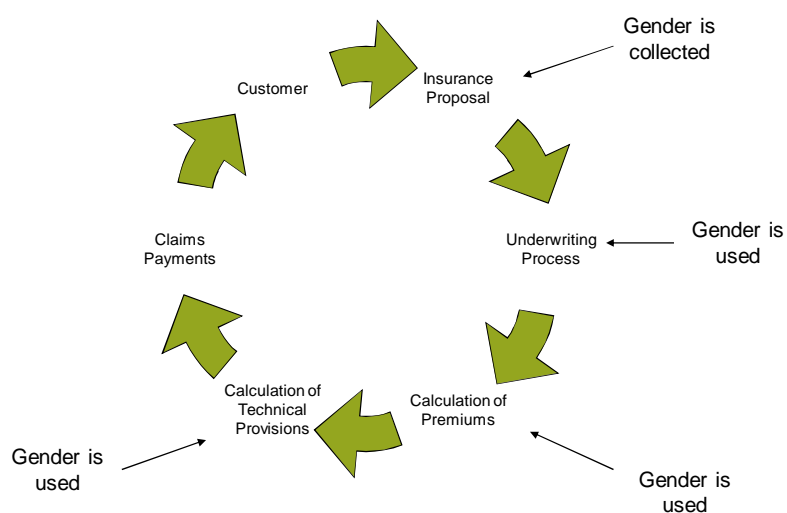 Gender is
collected
Customer
Insurance
Proposal
Gender is
used
Underwriting
Process
Claims
Payments
Calculation of
Technical
Provisions
Calculation of
Premiums
Gender is
used
Gender is
used